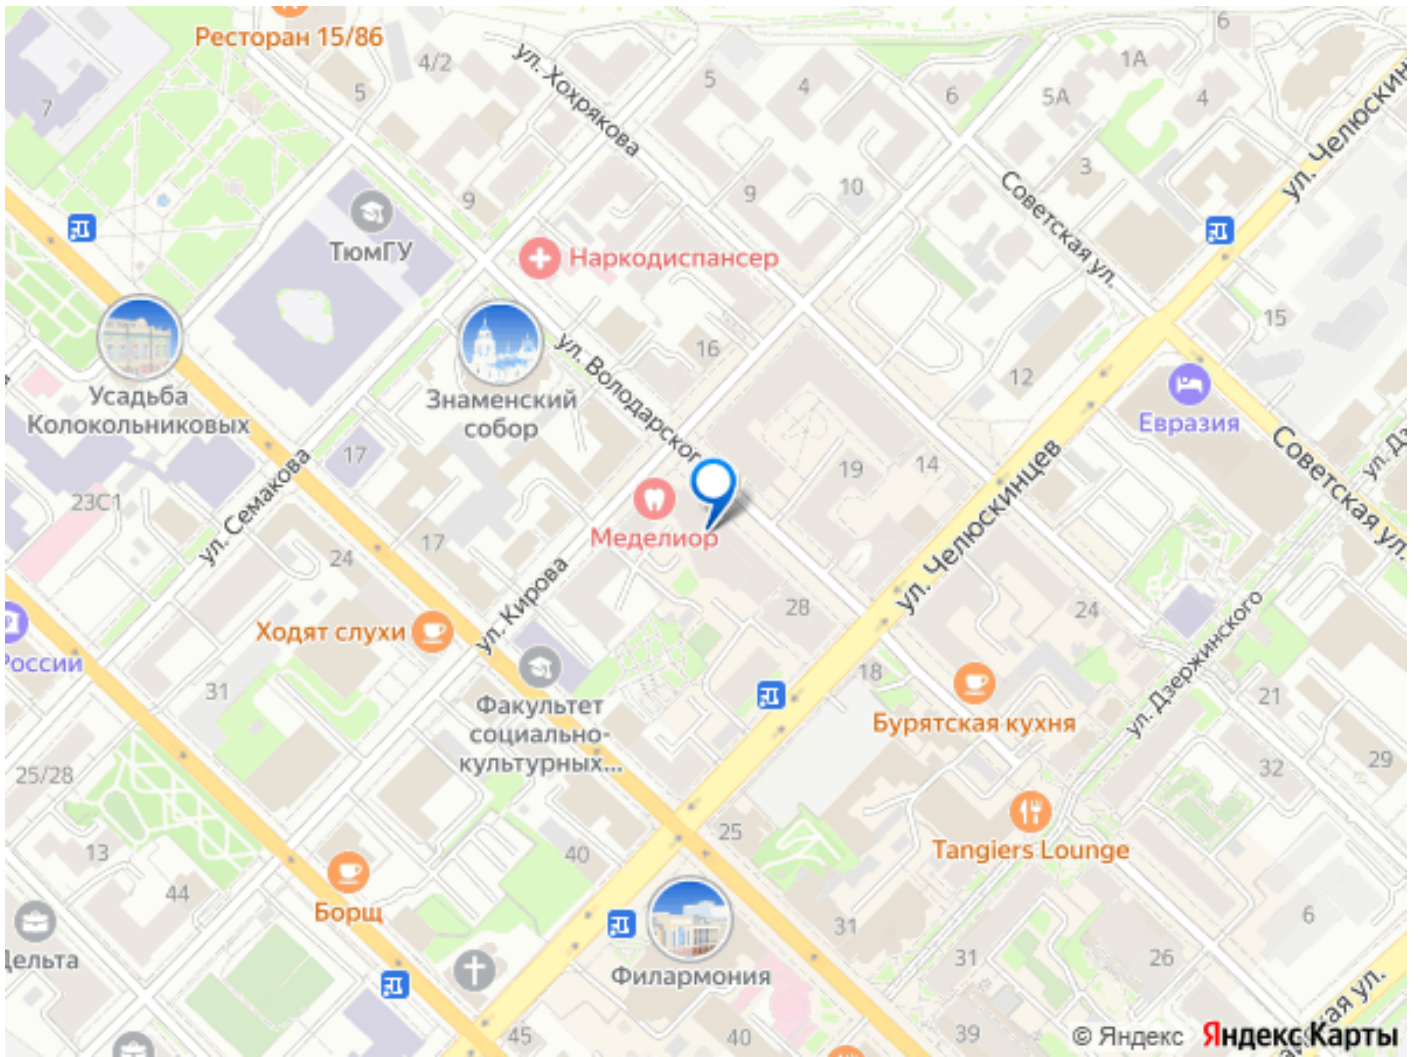 Ресторан 15/86
4/2
5
7
ул. Хохрякова
5
4
6
5А
1А
6
4
ул. Челюскин
3
9
9
10
Советская ул.
ТюмГУ
Наркодиспансер
15
16
12
ул. Володарског
Усадьба
Колокольниковых
Знаменский
собор
Евразия
17
23С1
ул. Семакова
17
24
19
14
ул. Челюскинцев
Советская ул.
ул. Д
Меделиор
ул. Кирова
28
24
Ходят слухи
России
31
Факультет
социально-
культурных...
18
Бурятская кухня
ул. Дзержинского
21
29
32
25/28
13
44
25
40
Tangiers Lounge
Борщ
Филармония
Дельта
31
31
26
6
45
40
39
ская ул.
© Яндекс Яндекс Карты